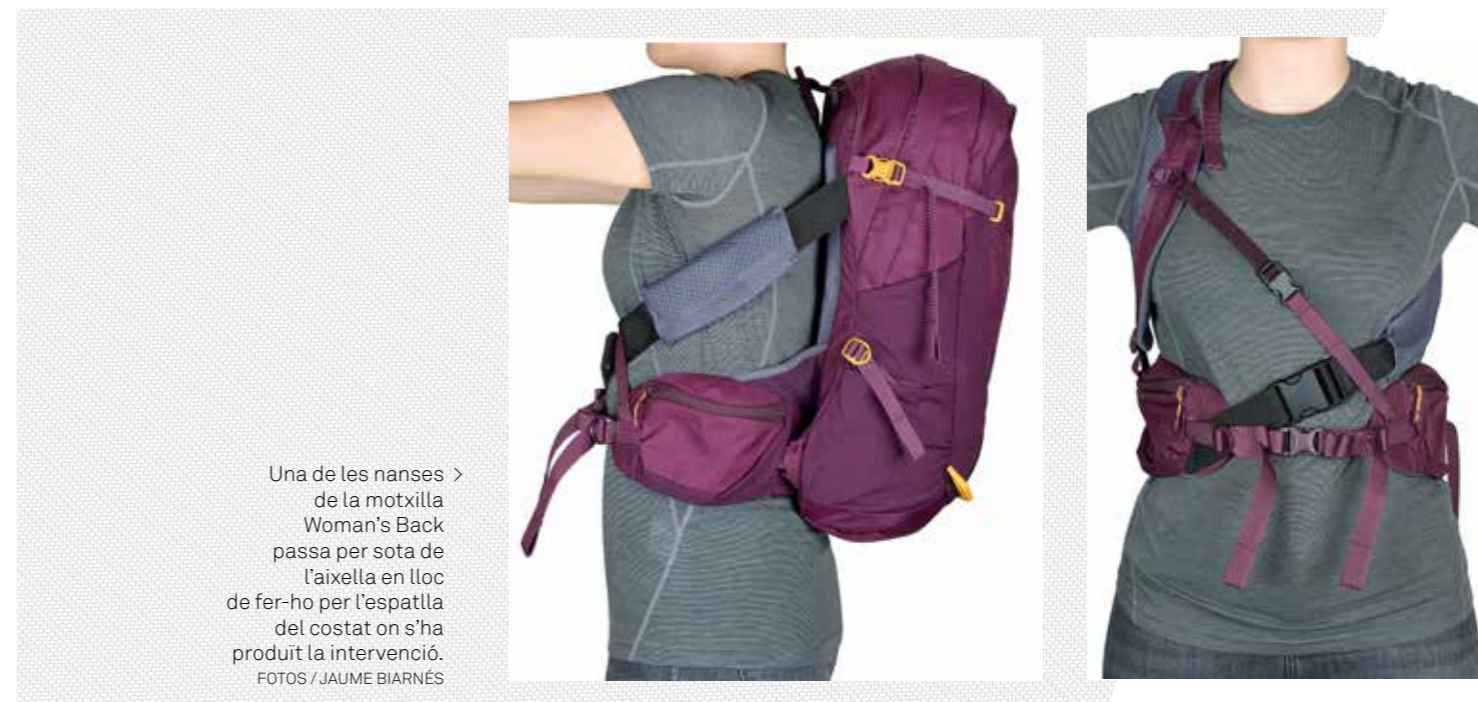 Una de les nanses >
de la motxilla
Woman's Back
passa per sota de
l'aixella en lloc
de fer-ho per l'espatlla
del costat on s'ha
produït la intervenció.
FOTOS / JAUME BIARNÉS